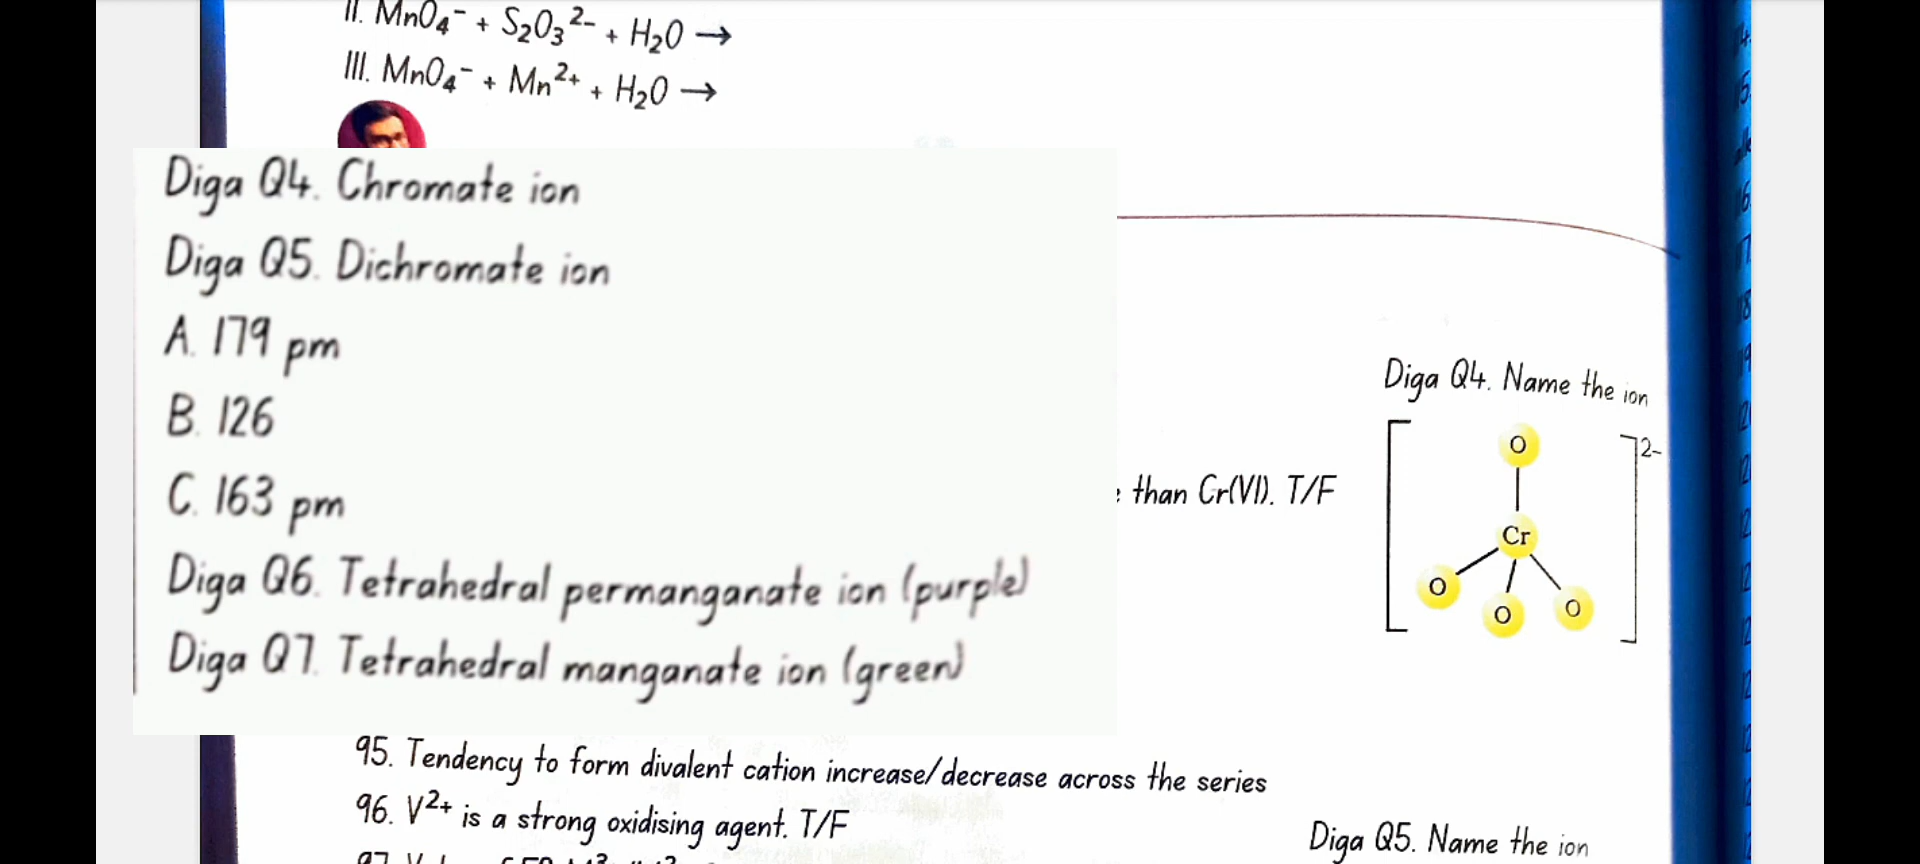 II. MnO₄⁻ + S₂O₃²⁻ + H₂O →
III. MnO₄⁻ + Mn²⁺ + H₂O →
Diga Q4. Chromate ion
Diga Q5. Dichromate ion
A. 179 pm
B. 126
C. 163 pm
Diga Q6. Tetrahedral permanganate ion (purple)
Diga Q7. Tetrahedral manganate ion (green)
than Cr(VI). T/F
Diga Q4. Name the ion
2-
O
Cr
O
O
O
95. Tendency to form divalent cation increase/decrease across the series
96. V²⁺ is a strong oxidising agent. T/F
Diga Q5. Name the ion